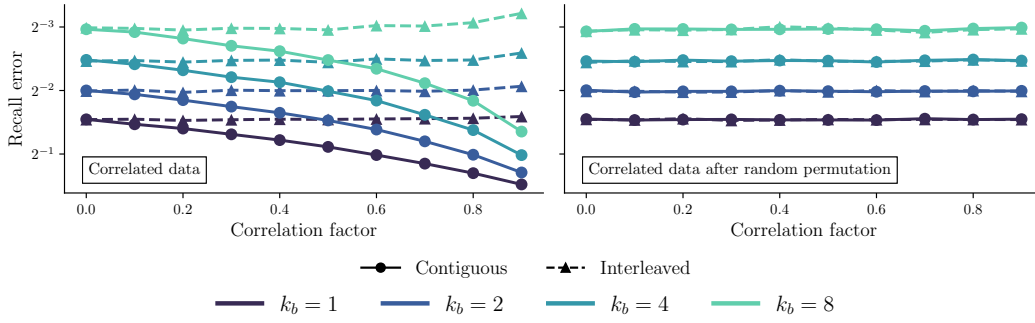 Recall error
2⁻³
2⁻²
2⁻¹
Correlated data
0.0 0.2 0.4 0.6 0.8
Correlation factor
Correlated data after random permutation
0.0 0.2 0.4 0.6 0.8
Correlation factor
Contiguous Interleaved
k_b = 1 k_b = 2 k_b = 4 k_b = 8